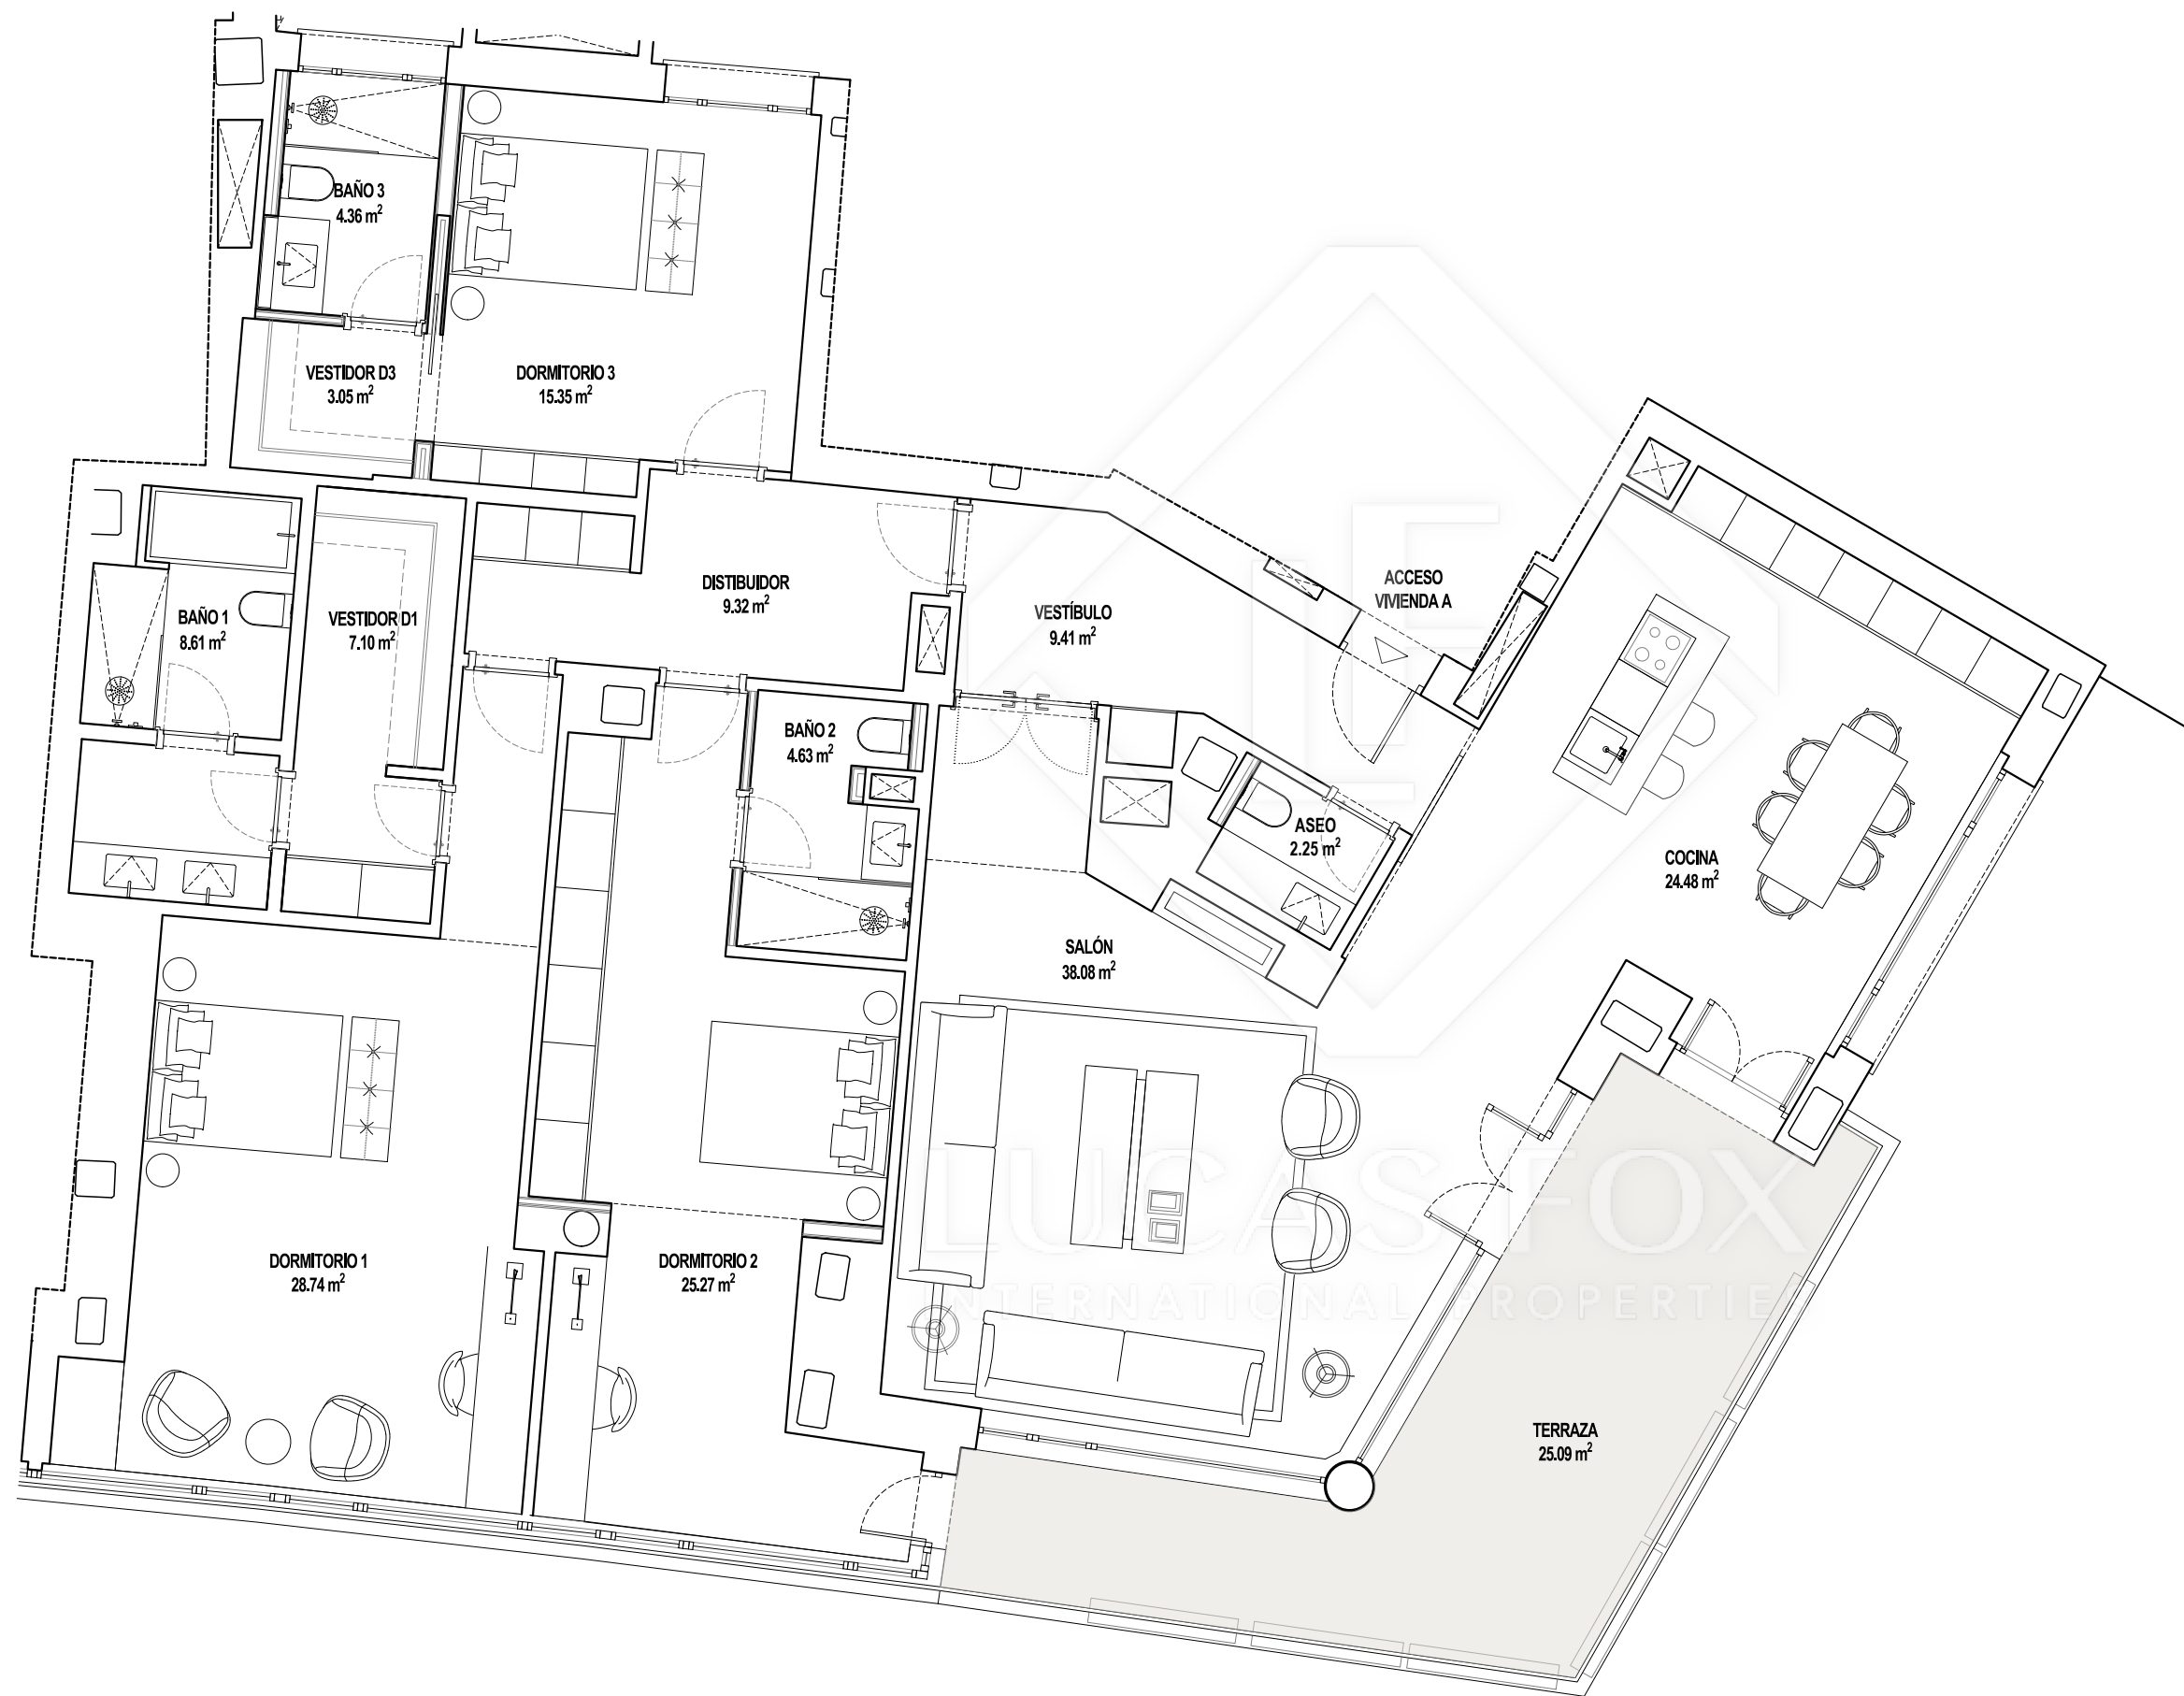 BAÑO 3
4.36 m²
VESTIDOR D3
3.05 m²
DORMITORIO 3
15.35 m²
DISTIBUIDOR
9.32 m²
VESTÍBULO
9.41 m²
ACCESO
VIVIENDA A
BAÑO 1
8.61 m²
VESTIDOR D1
7.10 m²
BAÑO 2
4.63 m²
ASEO
2.25 m²
COCINA
24.48 m²
SALÓN
38.08 m²
DORMITORIO 1
28.74 m²
DORMITORIO 2
25.27 m²
TERRAZA
25.09 m²
LUCAS FOX
INTERNATIONAL PROPERTIES